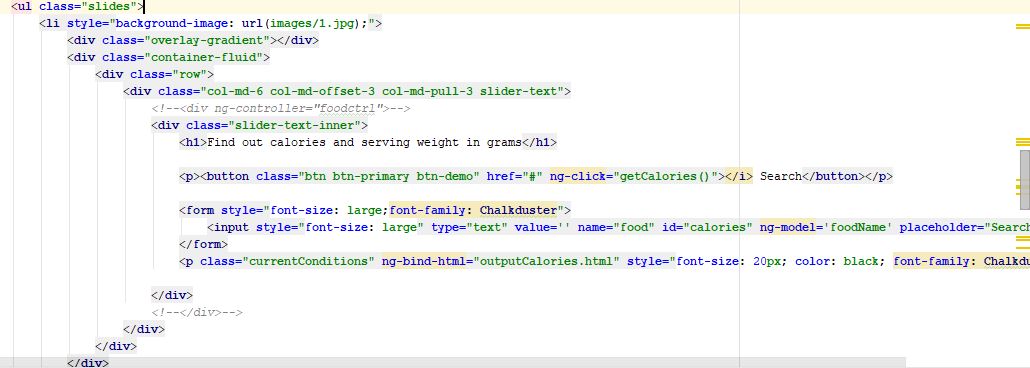 <ul class="slides">
<li style="background-image: url(images/1.jpg);">
<div class="overlay-gradient"></div>
<div class="container-fluid">
<div class="row">
<div class="col-md-6 col-md-offset-3 col-md-pull-3 slider-text">
<!--<div ng-controller="foodctrl">-->
<div class="slider-text-inner">
<h1>Find out calories and serving weight in grams</h1>
<p><button class="btn btn-primary btn-demo" href="#" ng-click="getCalories()"></i> Search</button></p>
<form style="font-size: large;font-family: Chalkduster">
<input style="font-size: large" type="text" value='' name="food" id="calories" ng-model='foodName' placeholder="Search
</form>
<p class="currentConditions" ng-bind-html="outputCalories.html" style="font-size: 20px; color: black; font-family: Chalkdu
</div>
<!--</div>-->
</div>
</div>
</div>